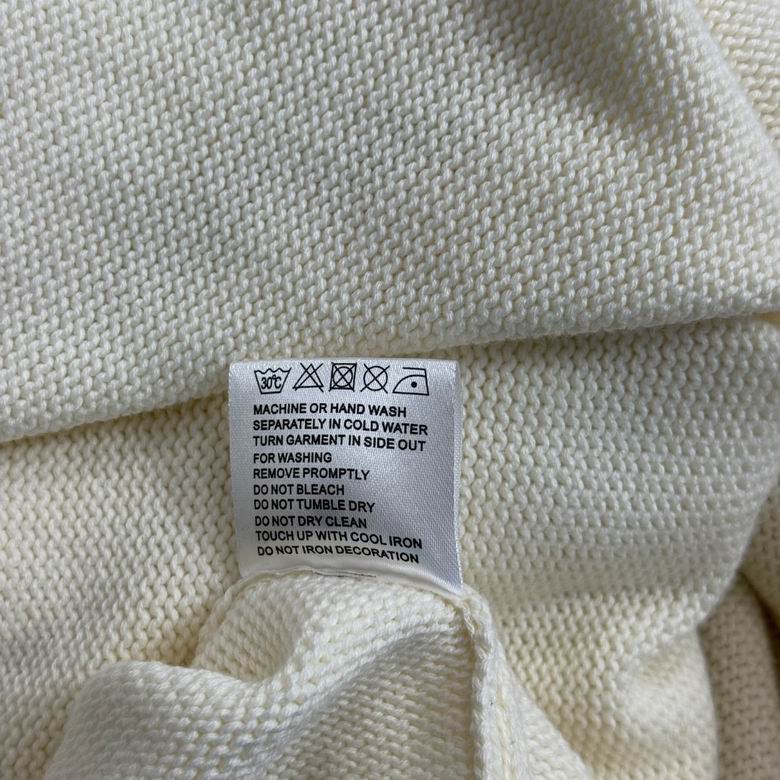 30°C
MACHINE OR HAND WASH
SEPARATELY IN COLD WATER
TURN GARMENT IN SIDE OUT
FOR WASHING
REMOVE PROMPTLY
DO NOT BLEACH
DO NOT TUMBLE DRY
DO NOT DRY CLEAN
TOUCH UP WITH COOL IRON
DO NOT IRON DECORATION